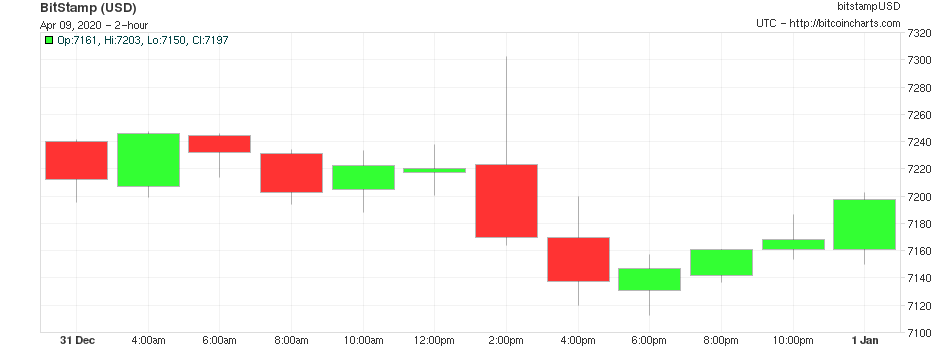 BitStamp (USD)
bitstampUSD
Apr 09, 2020 - 2-hour
UTC - http://bitcoincharts.com
Op:7161, Hi:7203, Lo:7150, Cl:7197
7320
7300
7280
7260
7240
7220
7200
7180
7160
7140
7120
7100
31 Dec 4:00am 6:00am 8:00am 10:00am 12:00pm 2:00pm 4:00pm 6:00pm 8:00pm 10:00pm 1 Jan